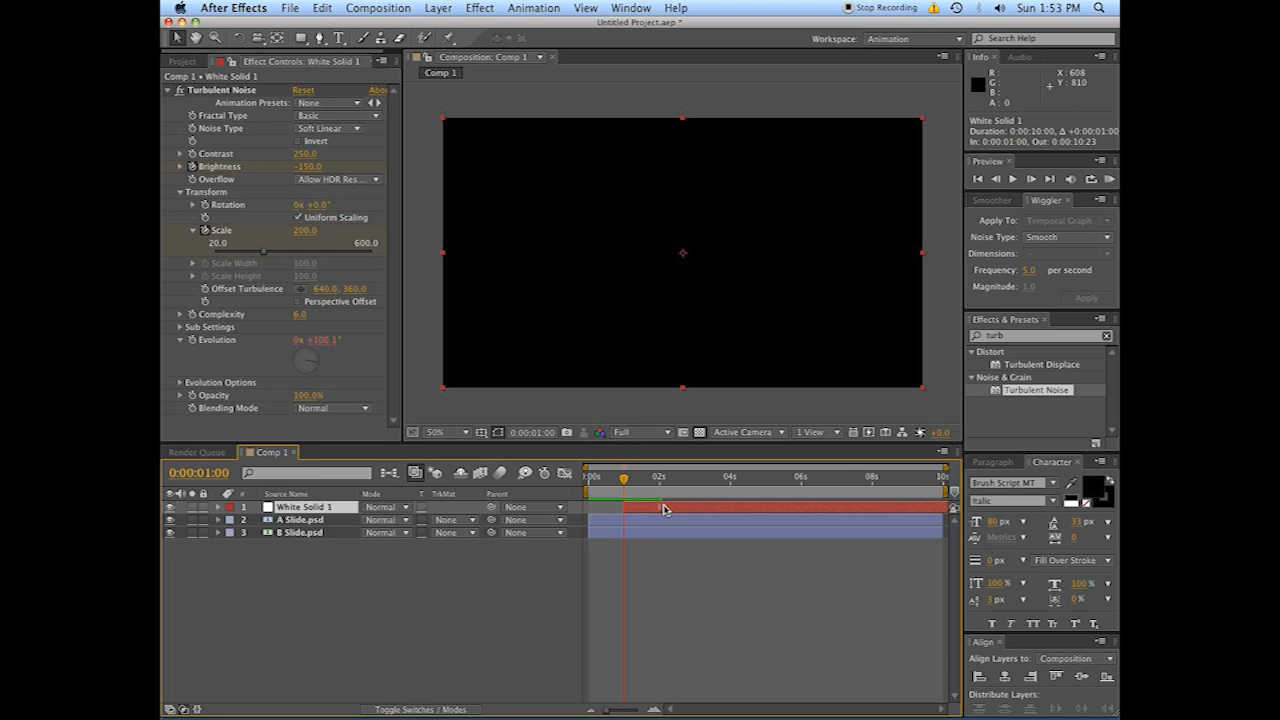 After Effects File Edit Composition Layer Effect Animation View Window Help Stop Recording Sun 1:53 PM
Untitled Project.aep *
Workspace: Animation Search Help
Project Effect Controls: White Solid 1 Composition: Comp 1 Info Audio
Comp 1 • White Solid 1 Comp 1
fx Turbulent Noise Reset Abou
Animation Presets: None
Fractal Type Basic
Noise Type Soft Linear
Invert
Contrast 250.0
Brightness -150.0
Overflow Allow HDR Res...
Transform
Rotation 0x +0.0°
Uniform Scaling
Scale 200.0
20.0 600.0
Scale Width 100.0
Scale Height 100.0
Offset Turbulence 640.0, 360.0
Perspective Offset
Complexity 6.0
Sub Settings
Evolution 0x +100.1°
Evolution Options
Opacity 100.0%
Blending Mode Normal
R : X : 608
G : Y : 810
B :
A : 0
White Solid 1
Duration: 0:00:10:00, Δ +0:00:01:00
In: 0:00:01:00, Out: 0:00:10:23
Preview
Smoother Wiggler
Apply To: Temporal Graph
Noise Type: Smooth
Dimensions: -
Frequency: 5.0 per second
Magnitude: 1.0
Apply
Effects & Presets
turb
Distort
Turbulent Displace
Noise & Grain
Turbulent Noise
50% 0:00:01:00 Full Active Camera 1 View +0.0
Render Queue Comp 1
0:00:01:00
:00s 02s 04s 06s 08s 10s
# Source Name Mode T TrkMat Parent
1 White Solid 1 Normal None
2 A Slide.psd Normal None None
3 B Slide.psd Normal None None
Toggle Switches / Modes
Paragraph Character
Brush Script MT
Italic
80 px 33 px
Metrics 0
0 px Fill Over Stroke
100 % 100 %
3 px 0 %
T T TT Tr T' T,
Align
Align Layers to: Composition
Distribute Layers: